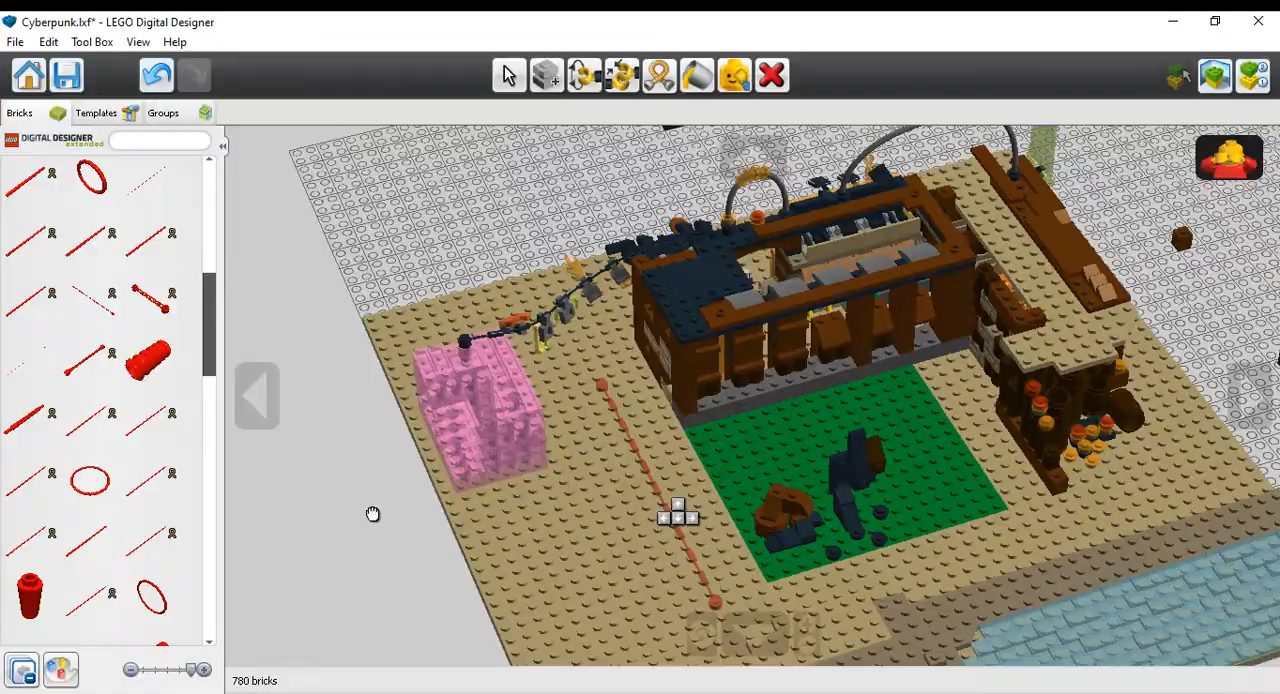 Cyberpunk.lxf* - LEGO Digital Designer
File Edit Tool Box View Help
Bricks Templates Groups
LEGO DIGITAL DESIGNER
extended
780 bricks